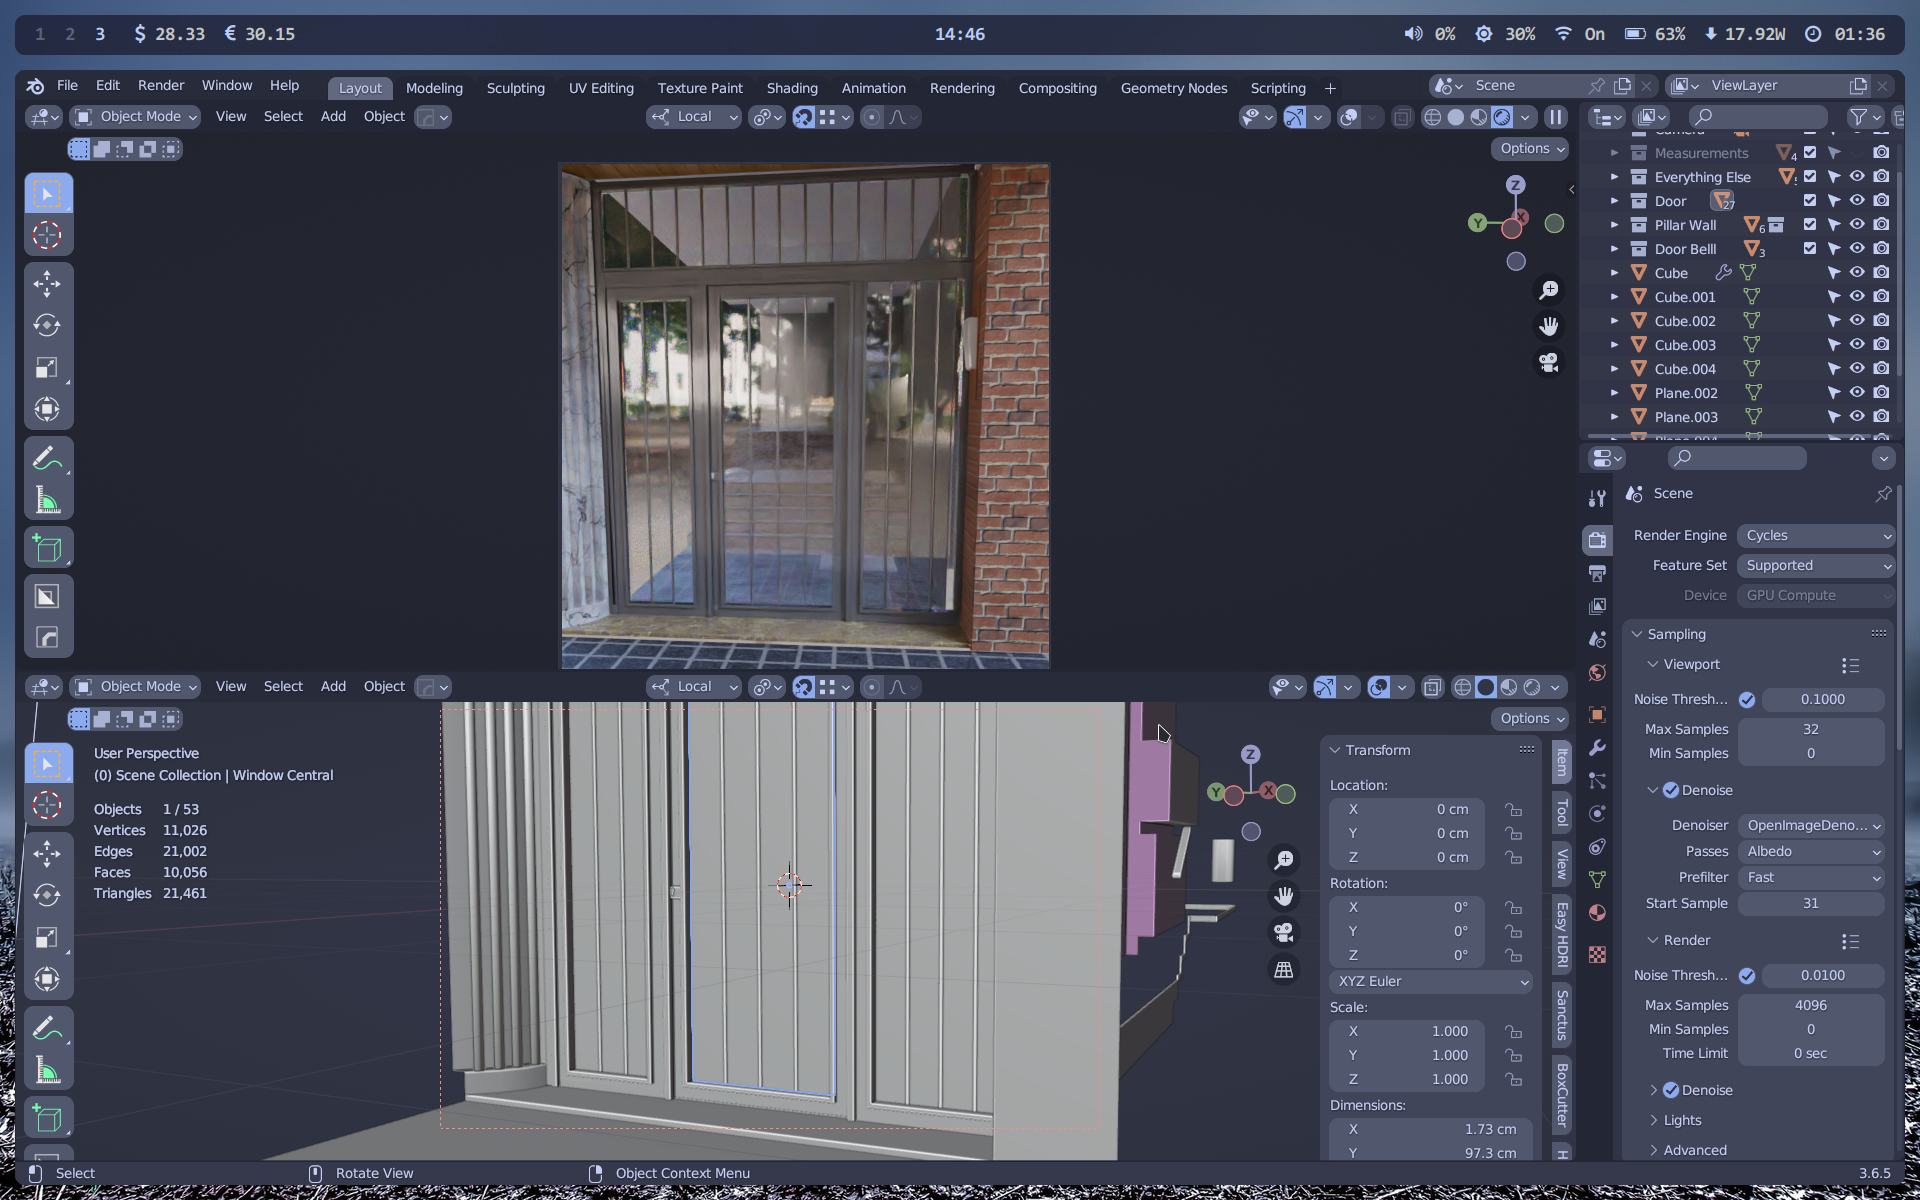 1 2 3 $ 28.33 € 30.15
14:46
0% 30% On 63% 17.92W 01:36
File Edit Render Window Help
Layout Modeling Sculpting UV Editing Texture Paint Shading Animation Rendering Compositing Geometry Nodes Scripting +
Scene
ViewLayer
Object Mode View Select Add Object
Local
Options
Z
Y
X
Measurements 4
Everything Else
Door 27
Pillar Wall 6
Door Belll 3
Cube
Cube.001
Cube.002
Cube.003
Cube.004
Plane.002
Plane.003
Scene
Render Engine Cycles
Feature Set Supported
Device GPU Compute
Sampling
Viewport
Noise Thresh... 0.1000
Max Samples 32
Min Samples 0
Denoise
Denoiser OpenImageDeno...
Passes Albedo
Prefilter Fast
Start Sample 31
Render
Noise Thresh... 0.0100
Max Samples 4096
Min Samples 0
Time Limit 0 sec
Denoise
Lights
Advanced
Object Mode View Select Add Object
Local
Options
User Perspective
(0) Scene Collection | Window Central
Objects 1 / 53
Vertices 11,026
Edges 21,002
Faces 10,056
Triangles 21,461
Z
Y
X
Transform
Location:
X 0 cm
Y 0 cm
Z 0 cm
Rotation:
X 0°
Y 0°
Z 0°
XYZ Euler
Scale:
X 1.000
Y 1.000
Z 1.000
Dimensions:
X 1.73 cm
Y 97.3 cm
Item
Tool
View
Easy HDRI
Sanctus
BoxCutter
H
Select
Rotate View
Object Context Menu
3.6.5